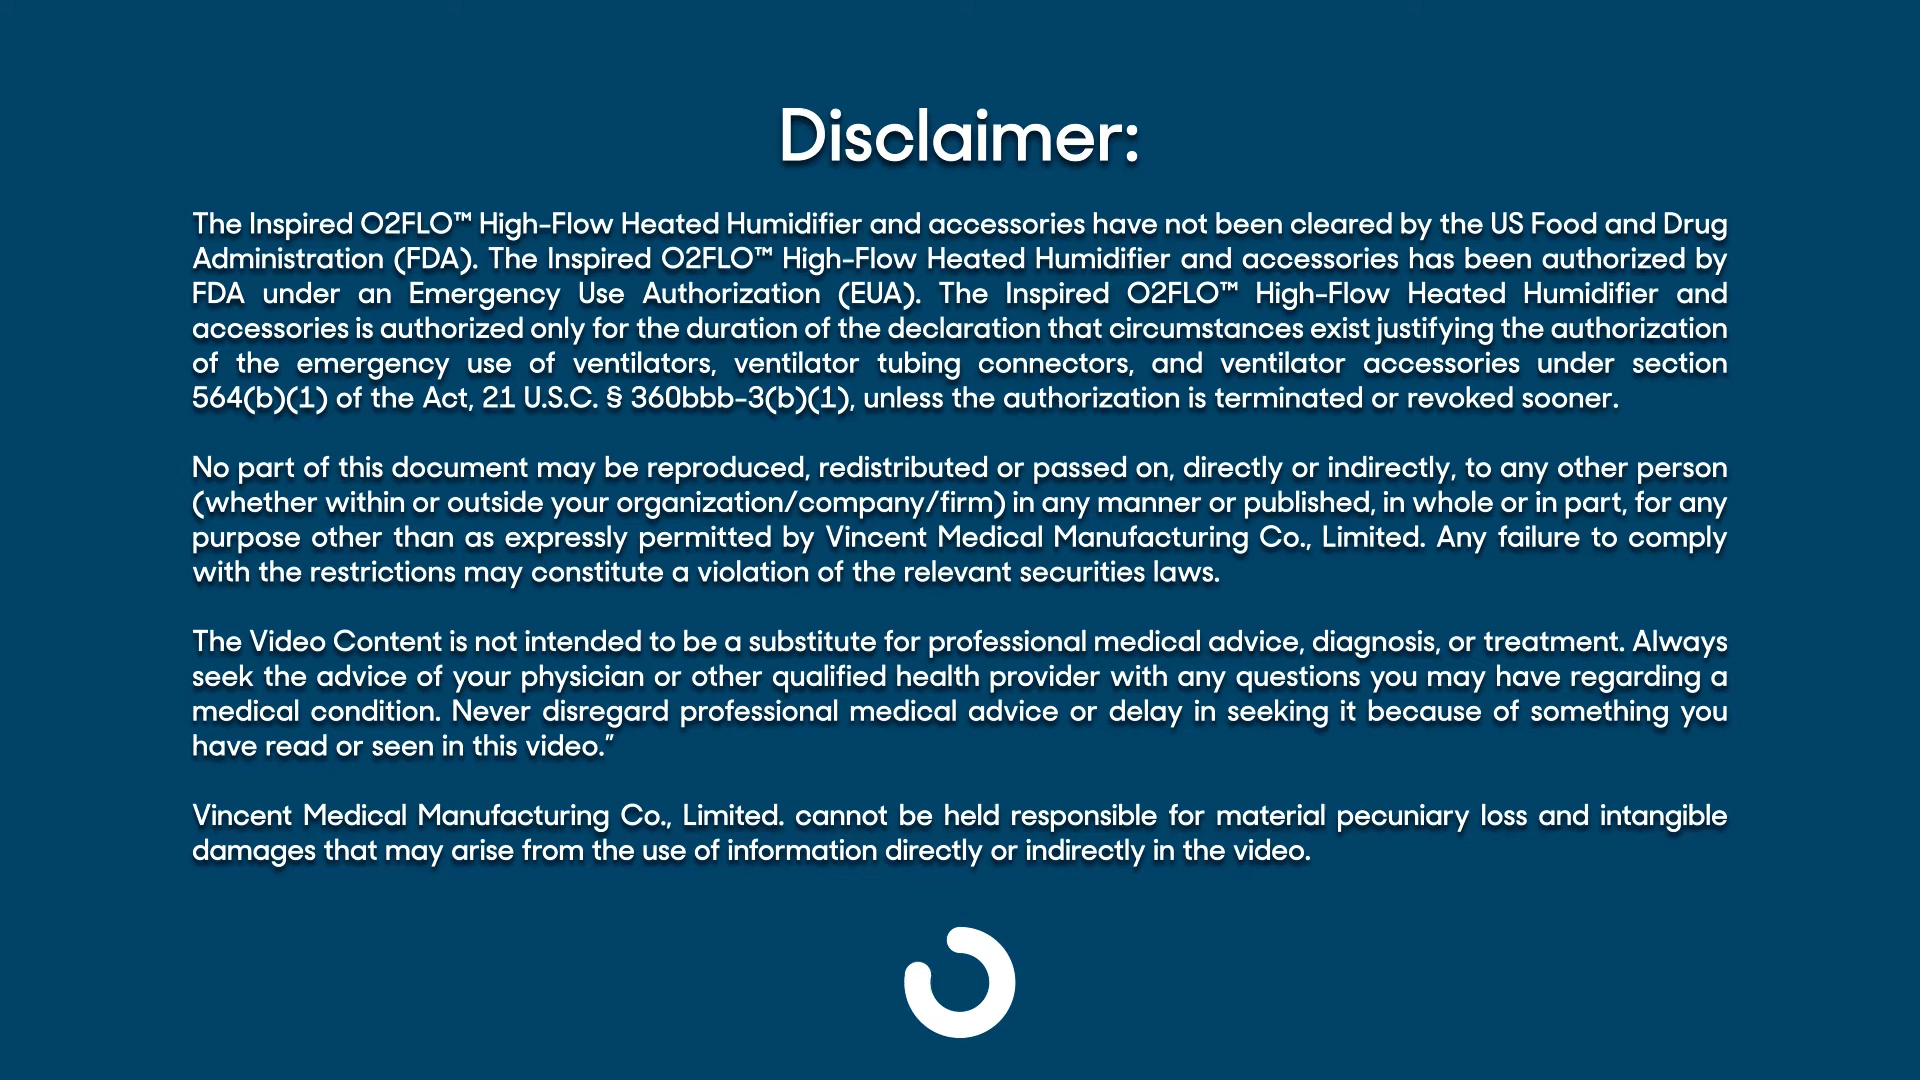 Disclaimer:
The Inspired O2FLO™ High-Flow Heated Humidifier and accessories have not been cleared by the US Food and Drug
Administration (FDA). The Inspired O2FLO™ High-Flow Heated Humidifier and accessories has been authorized by
FDA under an Emergency Use Authorization (EUA). The Inspired O2FLO™ High-Flow Heated Humidifier and
accessories is authorized only for the duration of the declaration that circumstances exist justifying the authorization
of the emergency use of ventilators, ventilator tubing connectors, and ventilator accessories under section
564(b)(1) of the Act, 21 U.S.C. § 360bbb-3(b)(1), unless the authorization is terminated or revoked sooner.
No part of this document may be reproduced, redistributed or passed on, directly or indirectly, to any other person
(whether within or outside your organization/company/firm) in any manner or published, in whole or in part, for any
purpose other than as expressly permitted by Vincent Medical Manufacturing Co., Limited. Any failure to comply
with the restrictions may constitute a violation of the relevant securities laws.
The Video Content is not intended to be a substitute for professional medical advice, diagnosis, or treatment. Always
seek the advice of your physician or other qualified health provider with any questions you may have regarding a
medical condition. Never disregard professional medical advice or delay in seeking it because of something you
have read or seen in this video.”
Vincent Medical Manufacturing Co., Limited. cannot be held responsible for material pecuniary loss and intangible
damages that may arise from the use of information directly or indirectly in the video.